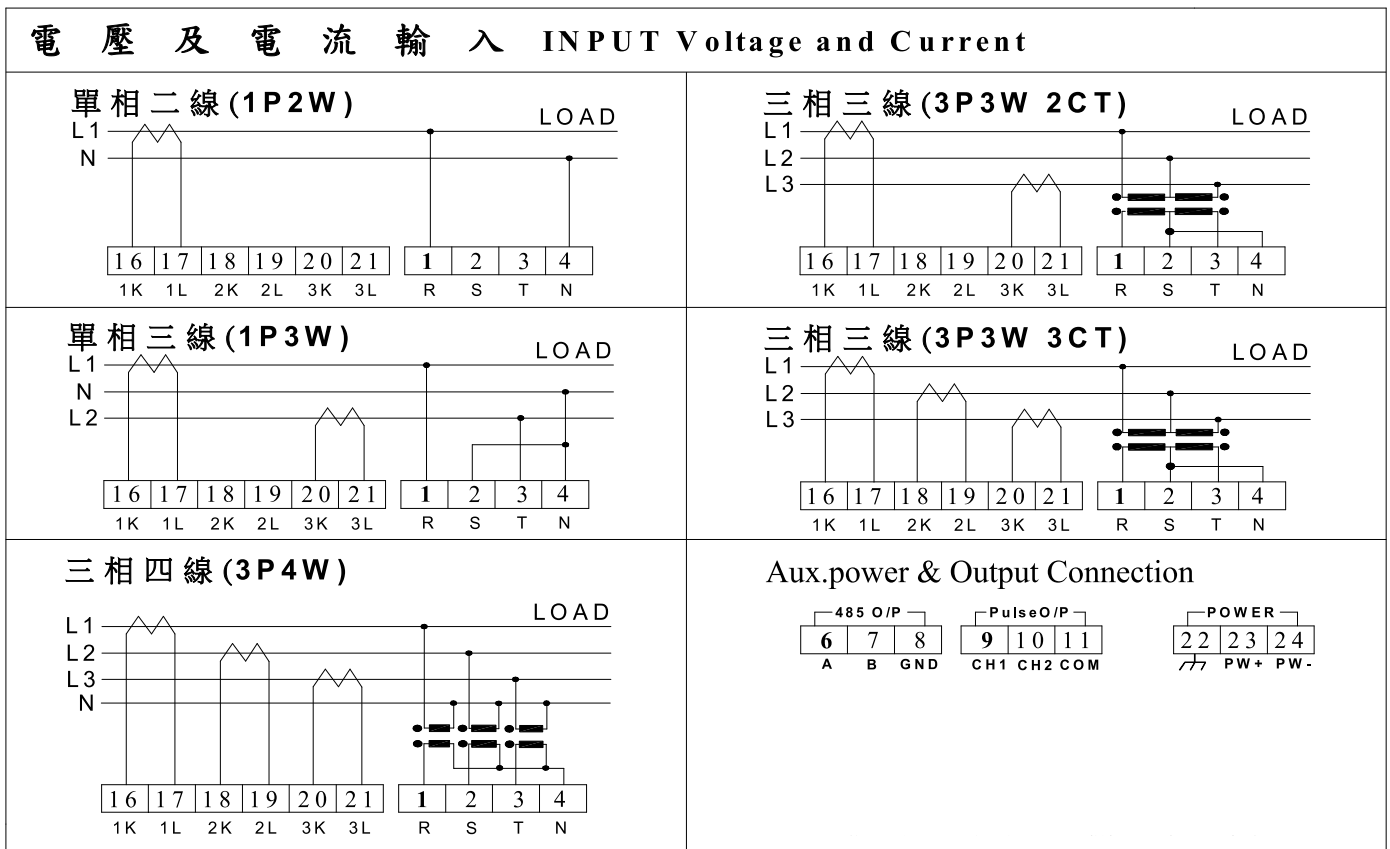 電壓及電流輸入 INPUT Voltage and Current
單相二線(1P2W)
LOAD
L1
N
16 17 18 19 20 21 1 2 3 4
1K 1L 2K 2L 3K 3L R S T N
三相三線(3P3W 2CT)
LOAD
L1
L2
L3
16 17 18 19 20 21 1 2 3 4
1K 1L 2K 2L 3K 3L R S T N
單相三線(1P3W)
LOAD
L1
N
L2
16 17 18 19 20 21 1 2 3 4
1K 1L 2K 2L 3K 3L R S T N
三相三線(3P3W 3CT)
LOAD
L1
L2
L3
16 17 18 19 20 21 1 2 3 4
1K 1L 2K 2L 3K 3L R S T N
三相四線(3P4W)
LOAD
L1
L2
L3
N
16 17 18 19 20 21 1 2 3 4
1K 1L 2K 2L 3K 3L R S T N
Aux.power & Output Connection
485 O/P PulseO/P POWER
6 7 8 9 10 11 22 23 24
A B GND CH1 CH2 COM PW+ PW-